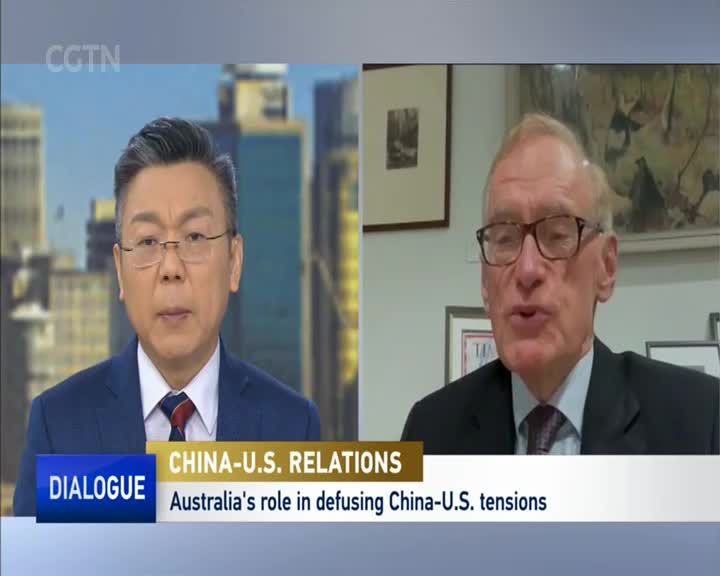 CGTN
CHINA-U.S. RELATIONS
DIALOGUE
Australia's role in defusing China-U.S. tensions